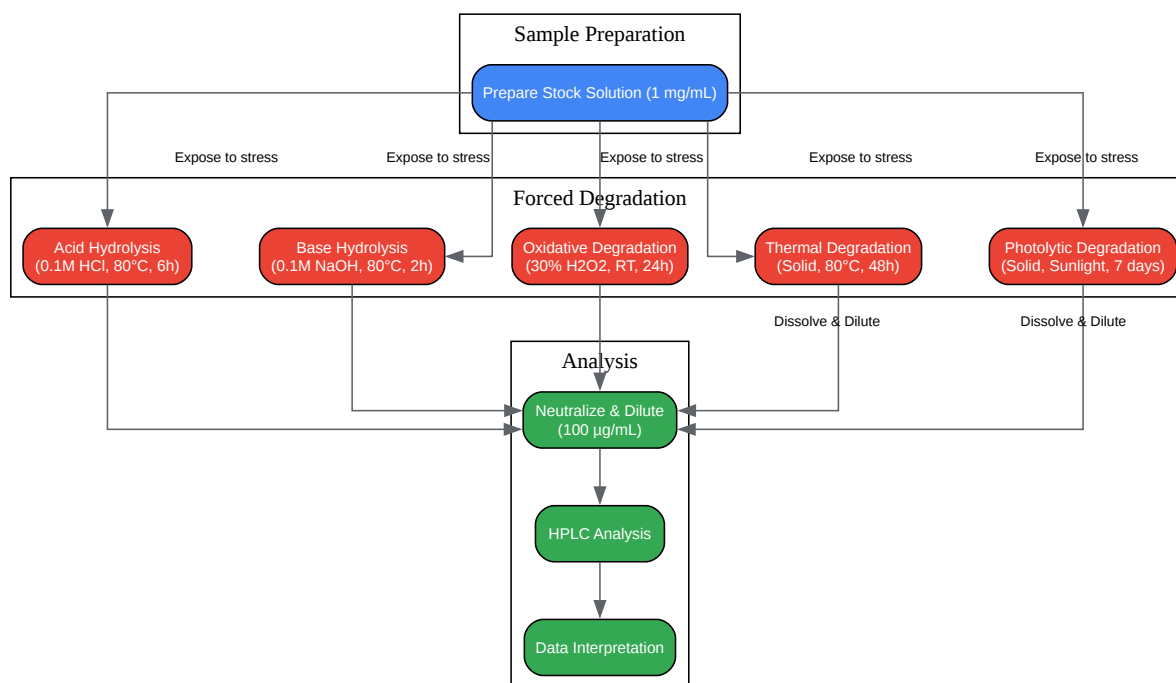 Sample Preparation
Prepare Stock Solution (1 mg/mL)
Expose to stress
Expose to stress
Expose to stress
Expose to stress
Expose to stress
Forced Degradation
Acid Hydrolysis
(0.1M HCl, 80°C, 6h)
Base Hydrolysis
(0.1M NaOH, 80°C, 2h)
Oxidative Degradation
(30% H2O2, RT, 24h)
Thermal Degradation
(Solid, 80°C, 48h)
Photolytic Degradation
(Solid, Sunlight, 7 days)
Dissolve & Dilute
Dissolve & Dilute
Analysis
Neutralize & Dilute
(100 µg/mL)
HPLC Analysis
Data Interpretation